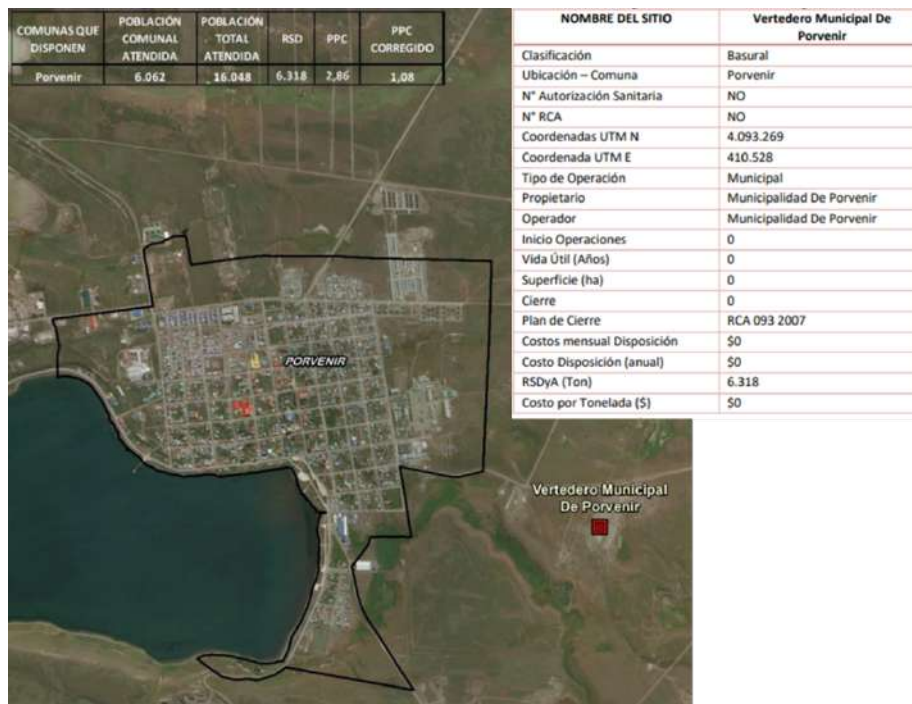 COMUNAS QUE DISPONEN POBLACIÓN COMUNAL ATENDIDA POBLACIÓN TOTAL ATENDIDA RSD PPC PPC CORREGIDO
Porvenir 6.062 16.048 6.318 2,86 1,08
NOMBRE DEL SITIO Vertedero Municipal De Porvenir
Clasificación Basural
Ubicación – Comuna Porvenir
N° Autorización Sanitaria NO
N° RCA NO
Coordenadas UTM N 4.093.269
Coordenada UTM E 410.528
Tipo de Operación Municipal
Propietario Municipalidad De Porvenir
Operador Municipalidad De Porvenir
Inicio Operaciones 0
Vida Útil (Años) 0
Superficie (ha) 0
Cierre 0
Plan de Cierre RCA 093 2007
Costos mensual Disposición $0
Costo Disposición (anual) $0
RSDyA (Ton) 6.318
Costo por Tonelada ($) $0
PORVENIR
Vertedero Municipal
De Porvenir